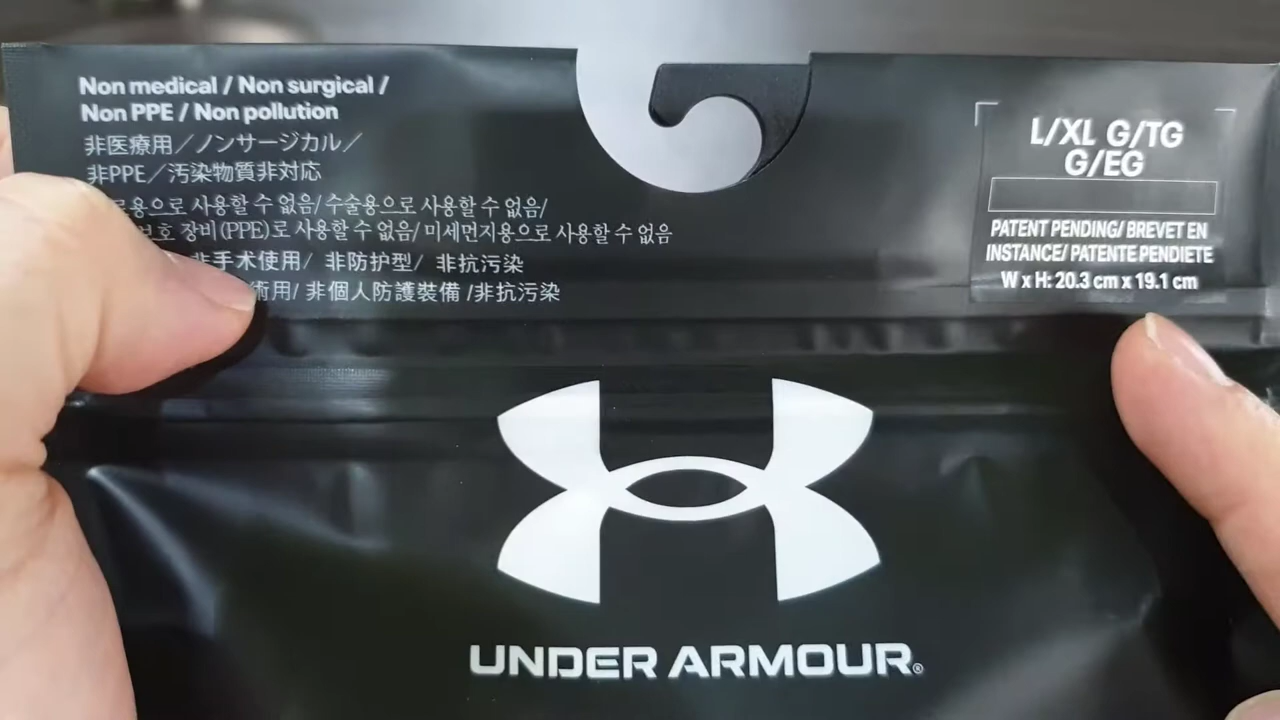 Non medical / Non surgical /
Non PPE / Non pollution
非医療用／ノンサージカル／
非PPE／汚染物質非対応
사용할 수 없음/ 수술용으로 사용할 수 없음/
장비 (PPE)로 사용할 수 없음/ 미세먼지용으로 사용할 수 없음
非手术使用/ 非防护型/ 非抗污染
術用/ 非個人防護裝備 /非抗污染
L/XL G/TG
G/EG
PATENT PENDING/ BREVET EN
INSTANCE/ PATENTE PENDIETE
W x H: 20.3 cm x 19.1 cm
UNDER ARMOUR®